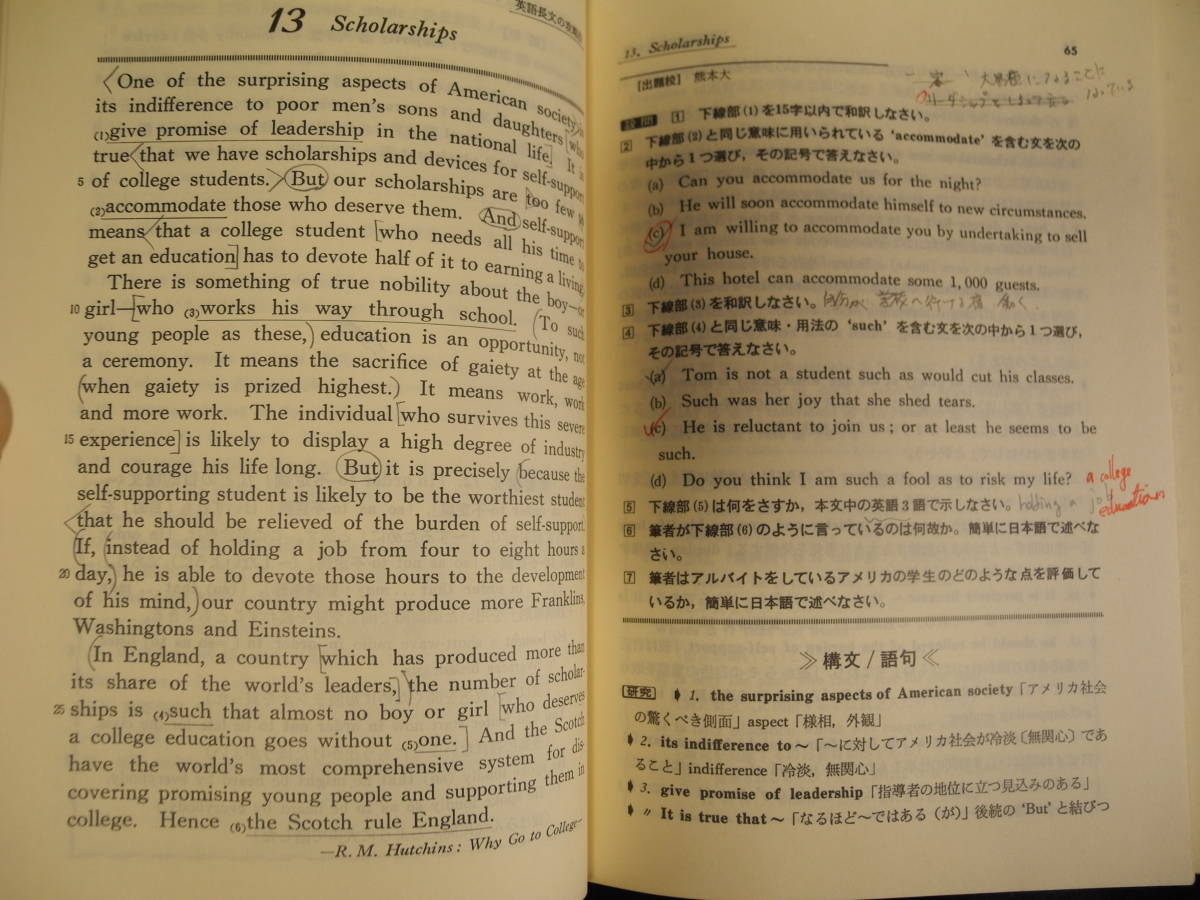 13 Scholarships
英語長文の
One of the surprising aspects of American society is
its indifference to poor men's sons and daughters who
(1)give promise of leadership in the national life. It is
true that we have scholarships and devices for self-support
5 of college students. But our scholarships are too few to
(2)accommodate those who deserve them. And self-support
means that a college student who needs all his time to
get an education has to devote half of it to earning a living.
There is something of true nobility about the boy—or
10 girl—who (3)works his way through school. To such
young people as these, education is an opportunity, not
a ceremony. It means the sacrifice of gaiety at the age
when gaiety is prized highest. It means work, work
and more work. The individual who survives this severe
15 experience is likely to display a high degree of industry
and courage his life long. But it is precisely because the
self-supporting student is likely to be the worthiest student
that he should be relieved of the burden of self-support.
If, instead of holding a job from four to eight hours a
20 day, he is able to devote those hours to the development
of his mind, our country might produce more Franklins,
Washingtons and Einsteins.
In England, a country which has produced more than
its share of the world's leaders, the number of scholar-
25 ships is (4)such that almost no boy or girl who deserves
a college education goes without (5)one. And the Scotch
have the world's most comprehensive system for dis-
covering promising young people and supporting them in
college. Hence (6)the Scotch rule England.
—R. M. Hutchins: Why Go to College—
13. Scholarships
65
[出題校] 熊本大
設問 1 下線部(1)を15字以内で和訳しなさい。
2 下線部(2)と同じ意味に用いられている 'accommodate' を含む文を次の
中から1つ選び，その記号で答えなさい。
(a) Can you accommodate us for the night?
(b) He will soon accommodate himself to new circumstances.
(c) I am willing to accommodate you by undertaking to sell
your house.
(d) This hotel can accommodate some 1,000 guests.
3 下線部(3)を和訳しなさい。
4 下線部(4)と同じ意味・用法の 'such' を含む文を次の中から1つ選び，
その記号で答えなさい。
(a) Tom is not a student such as would cut his classes.
(b) Such was her joy that she shed tears.
(c) He is reluctant to join us; or at least he seems to be
such.
(d) Do you think I am such a fool as to risk my life?
a college
education
5 下線部(5)は何をさすか，本文中の英語3語で示しなさい。 holding a job
6 筆者が下線部(6)のように言っているのは何故か。簡単に日本語で述べな
さい。
7 筆者はアルバイトをしているアメリカの学生のどのような点を評価して
いるか，簡単に日本語で述べなさい。
≫ 構文/語句 ≪
研究 1. the surprising aspects of American society「アメリカ社会
の驚くべき側面」aspect「様相，外観」
2. its indifference to～「～に対してアメリカ社会が冷淡〔無関心〕であ
ること」indifference「冷淡，無関心」
3. give promise of leadership「指導者の地位に立つ見込みのある」
〃 It is true that～「なるほど～ではある（が）」後続の 'But' と結びつ